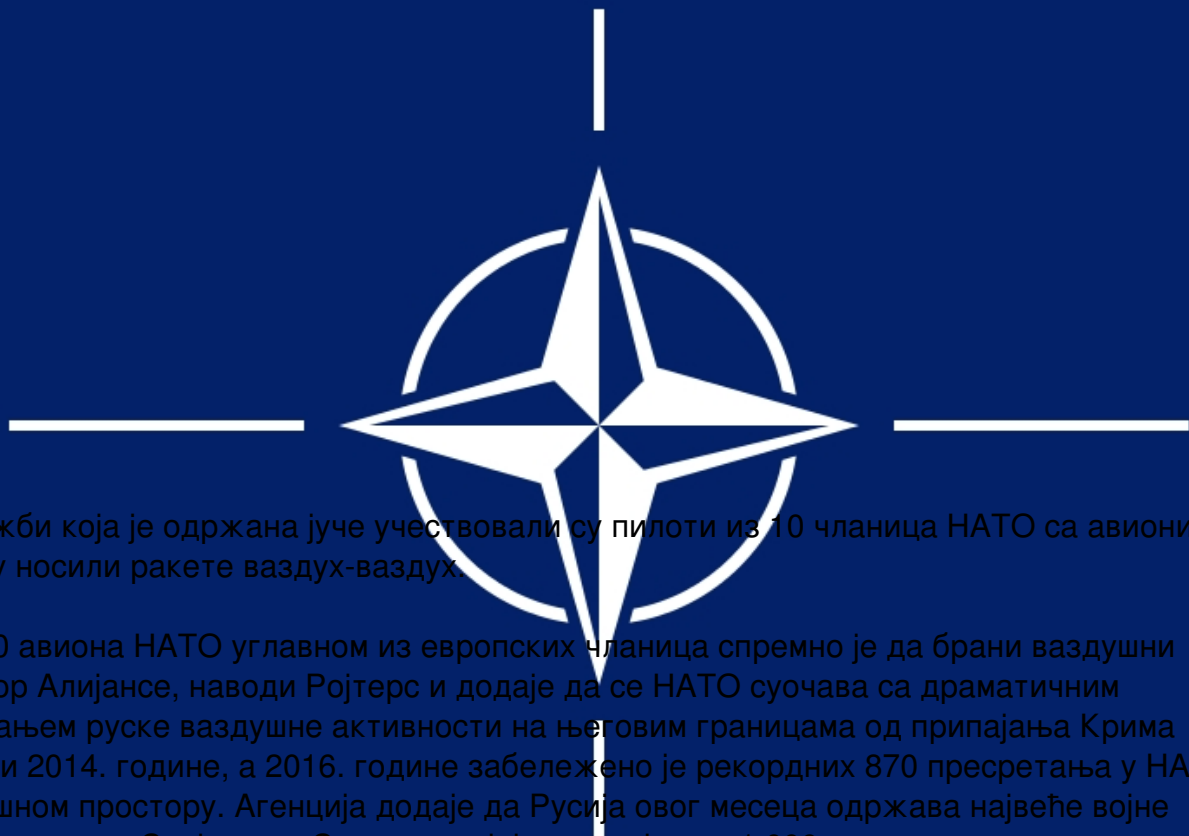 жби која је одржана јуче учествовали су пилоти из 10 чланица НАТО са авиони
у носили ракете ваздух-ваздух.
0 авиона НАТО углавном из европских чланица спремно је да брани ваздушни
ор Алијансе, наводи Ројтерс и додаје да се НАТО суочава са драматичним
ањем руске ваздушне активности на његовим границама од припајања Крима
и 2014. године, а 2016. године забележено је рекордних 870 пресретања у НА
шном простору. Агенција додаје да Русија овог месеца одржава највеће војне